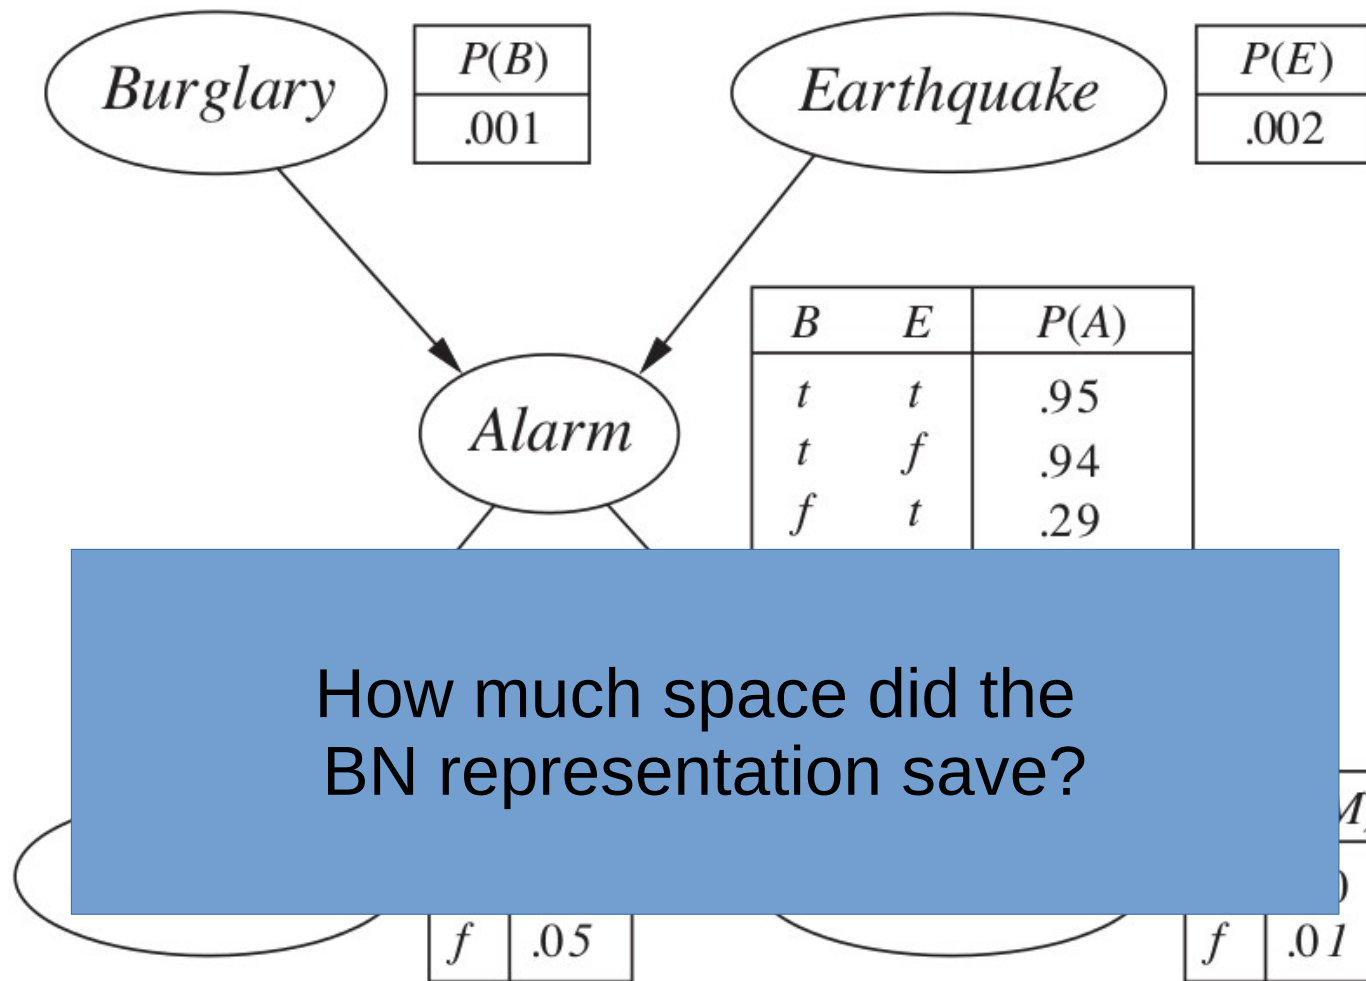 Burglary
P(B)
.001
Earthquake
P(E)
.002
Alarm
B E P(A)
t t .95
t f .94
f t .29
How much space did the
BN representation save?
f .05
f .01